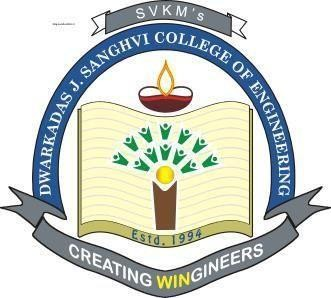 SVKM's
DWARKADAS J. SANGHVI COLLEGE OF ENGINEERING
Estd. 1994
CREATING WINGINEERS